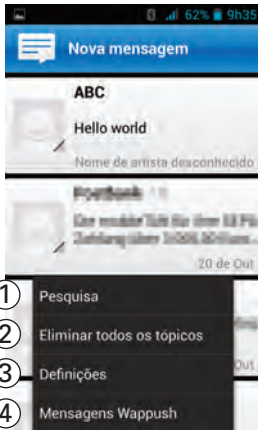 62% 9h35
Nova mensagem
ABC
Hello world
Nome de artista desconhecido
20 de Out
1 Pesquisa
2 Eliminar todos os tópicos
Out
3 Definições
4 Mensagens Wappush